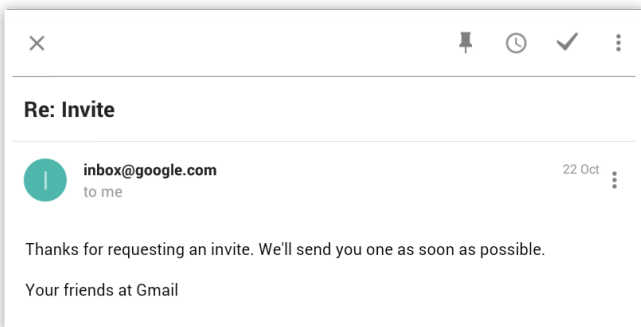 Re: Invite
I
inbox@google.com
22 Oct
to me
Thanks for requesting an invite. We'll send you one as soon as possible.
Your friends at Gmail